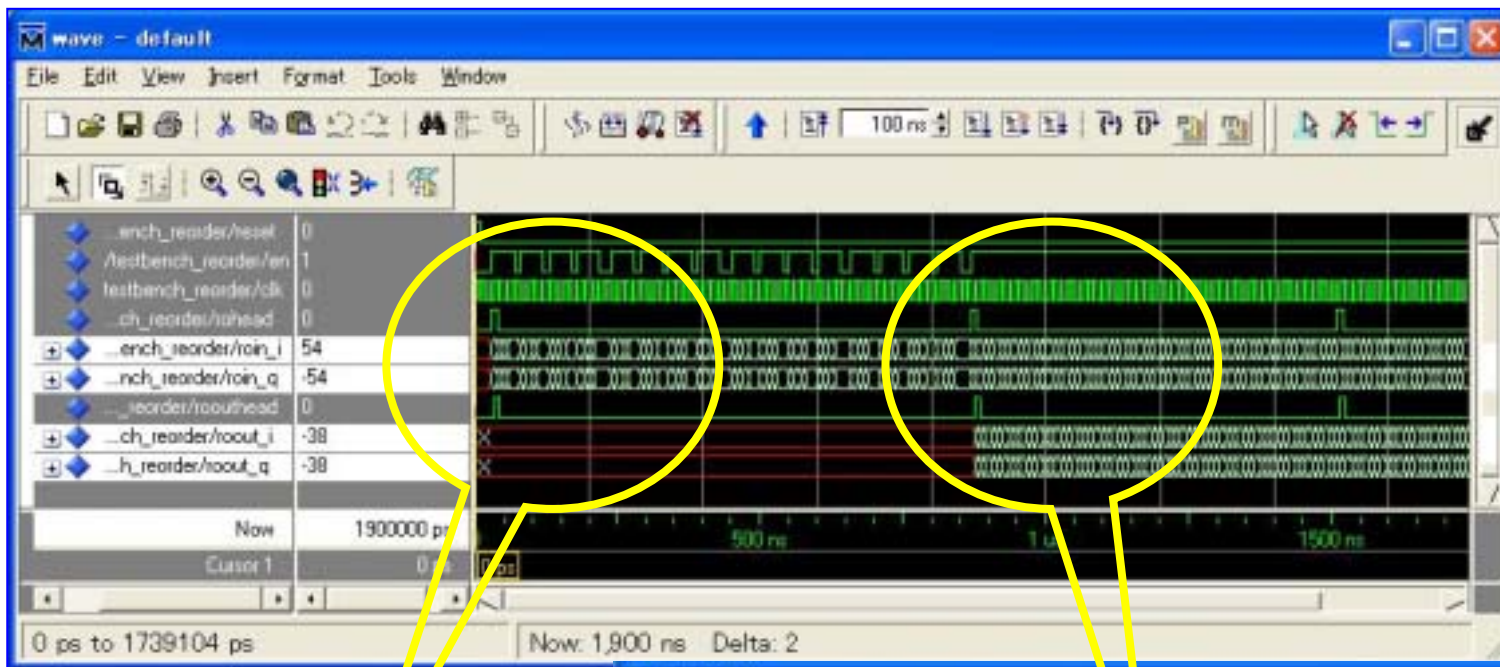 wave - default
File Edit View Insert Format Tools Window
100 ns
...ench_reorder/reset 0
/testbench_reorder/en 1
testbench_reorder/clk 0
...ch_reorder/rohead 0
...ench_reorder/roin_i 54
...nch_reorder/roin_q -54
..._reorder/roouthead 0
...ch_reorder/roout_i -38
...h_reorder/roout_q -38
Now 1900000 ps
500 ns 1500 ns
Cursor 1 0 ps
0 ps to 1739104 ps Now: 1,900 ns Delta: 2